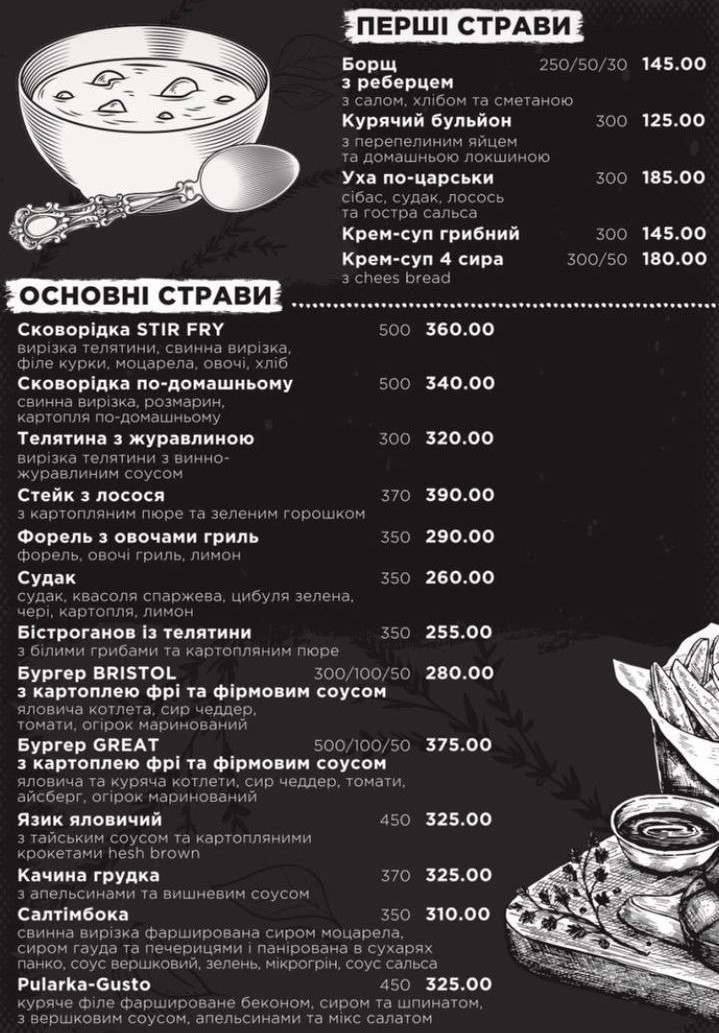 ПЕРШІ СТРАВИ
Борщ 250/50/30 145.00
з реберцем
з салом, хлібом та сметаною
Курячий бульйон 300 125.00
з перепелиним яйцем
та домашньою локшиною
Уха по-царськи 300 185.00
сібас, судак, лосось
та гостра сальса
Крем-суп грибний 300 145.00
Крем-суп 4 сира 300/50 180.00
з chees bread
ОСНОВНІ СТРАВИ
Сковорідка STIR FRY 500 360.00
вирізка телятини, свинна вирізка,
філе курки, моцарела, овочі, хліб
Сковорідка по-домашньому 500 340.00
свинна вирізка, розмарин,
картопля по-домашньому
Телятина з журавлиною 300 320.00
вирізка телятини з винно-
журавлиним соусом
Стейк з лосося 370 390.00
з картопляним пюре та зеленим горошком
Форель з овочами гриль 350 290.00
форель, овочі гриль, лимон
Судак 350 260.00
судак, квасоля спаржева, цибуля зелена,
чері, картопля, лимон
Бістроганов із телятини 350 255.00
з білими грибами та картопляним пюре
Бургер BRISTOL 300/100/50 280.00
з картоплею фрі та фірмовим соусом
яловича котлета, сир чеддер,
томати, огірок маринований
Бургер GREAT 500/100/50 375.00
з картоплею фрі та фірмовим соусом
яловича та куряча котлети, сир чеддер, томати,
айсберг, огірок маринований
Язик яловичий 450 325.00
з тайським соусом та картопляними
крокетами hesh brown
Качина грудка 370 325.00
з апельсинами та вишневим соусом
Салтімбока 350 310.00
свинна вирізка фарширована сиром моцарела,
сиром гауда та печерицями і панірована в сухарях
панко, соус вершковий, зелень, мікрогрін, соус сальса
Pularka-Gusto 450 325.00
куряче філе фаршироване беконом, сиром та шпинатом,
з вершковим соусом, апельсинами та мікс салатом